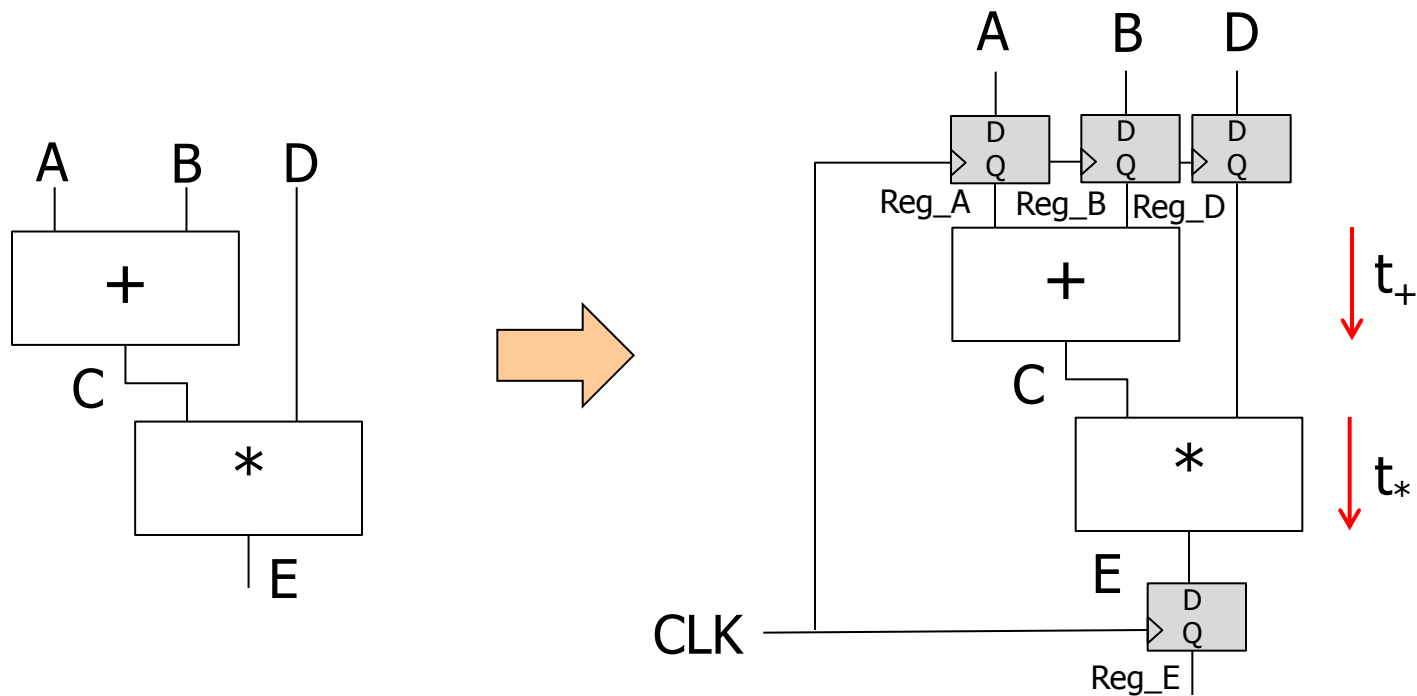 A B D
+
C
*
E
A B D
D D D
Q Q Q
Reg_A Reg_B Reg_D
+
t+
C
*
t*
E
D
Q
CLK
Reg_E